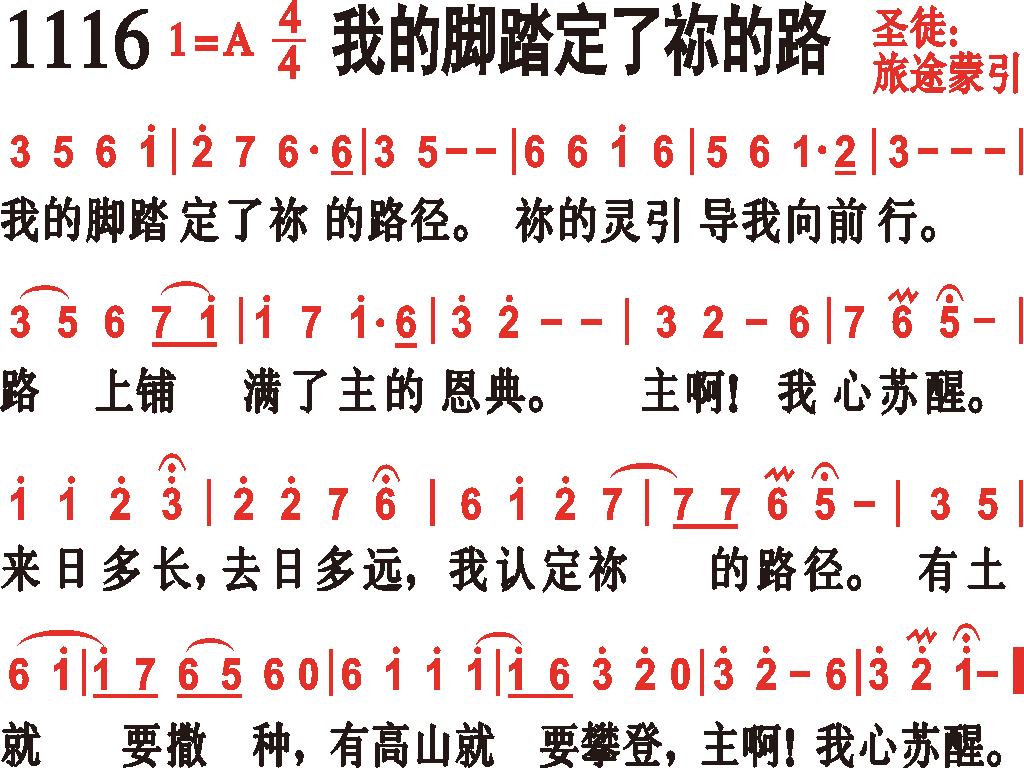 1116 1=A 4/4 我的脚踏定了祢的路 圣徒:
旅途蒙引
3 5 6 i̇|2̇ 7 6·6̲|3 5--|6 6 i̇ 6|5 6 1·2̲|3---|
我的脚踏定了祢的路径。祢的灵引导我向前行。
3 5 6 7̲ 1̲̇|1̇ 7 1̇·6̲|3̇ 2̇--|3 2-6|7 6 5̇-|
路上铺满了主的恩典。主啊!我心苏醒。
1̇ 1̇ 2̇ 3̇|2̇ 2̇ 7 6|6 1̇ 2̇ 7|7̲ 7̲ 6 5-|3 5|
来日多长,去日多远,我认定祢的路径。有土
6 1̇|1̲̇ 7̲ 6̲ 5̲ 6 0|6 1̇ 1̇ 1̇|1̲̇ 6̲ 3̇ 2̇ 0|3̇ 2̇-6|3̇ 2̇ 1̇-|
就要撒种,有高山就要攀登,主啊!我心苏醒。